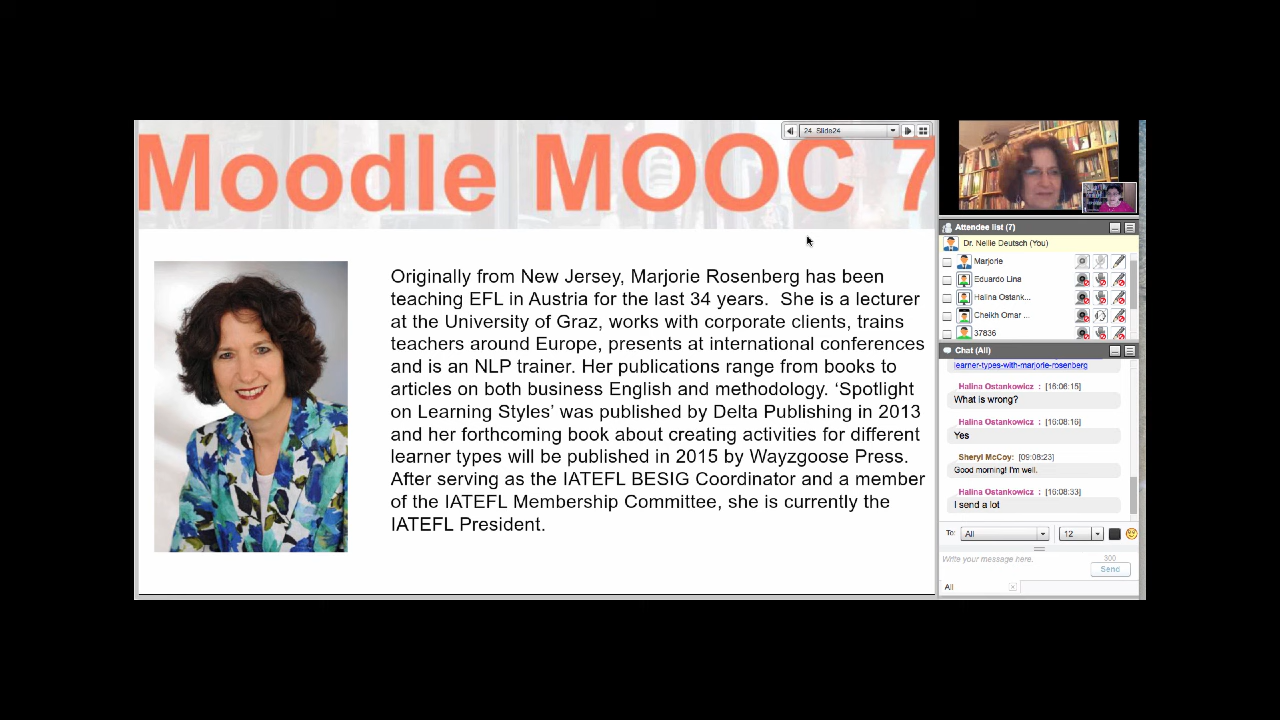 Moodle MOOC 7
24. Slide24
Originally from New Jersey, Marjorie Rosenberg has been
teaching EFL in Austria for the last 34 years.  She is a lecturer
at the University of Graz, works with corporate clients, trains
teachers around Europe, presents at international conferences
and is an NLP trainer. Her publications range from books to
articles on both business English and methodology. ‘Spotlight
on Learning Styles’ was published by Delta Publishing in 2013
and her forthcoming book about creating activities for different
learner types will be published in 2015 by Wayzgoose Press.
After serving as the IATEFL BESIG Coordinator and a member
of the IATEFL Membership Committee, she is currently the
IATEFL President.
Attendee list (7)
Dr. Nellie Deutsch (You)
Marjorie
Eduardo Lina
Halina Ostank...
Cheikh Omar ...
37836
Chat (All)
learner-types-with-marjorie-rosenberg
Halina Ostankowicz : [16:06:15]
What is wrong?
Halina Ostankowicz : [16:08:16]
Yes
Sheryl McCoy: [09:08:23]
Good morning! I'm well.
Halina Ostankowicz : [16:08:33]
I send a lot
To: All 12
Write your message here. 300
Send
All